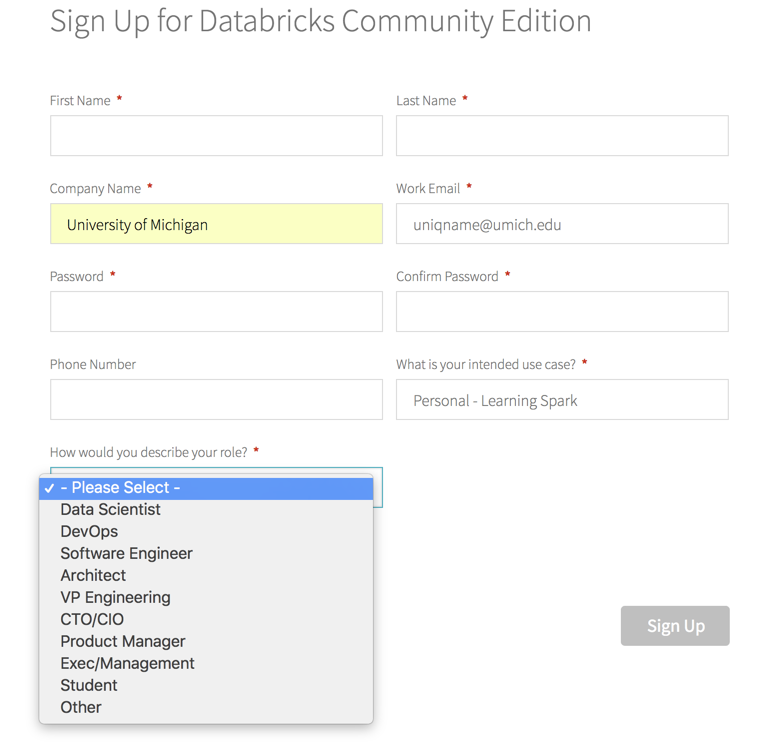 Sign Up for Databricks Community Edition
First Name *
Last Name *
Company Name *
Work Email *
University of Michigan
uniqname@umich.edu
Password *
Confirm Password *
Phone Number
What is your intended use case? *
Personal - Learning Spark
How would you describe your role? *
✓ - Please Select -
Data Scientist
DevOps
Software Engineer
Architect
VP Engineering
CTO/CIO
Product Manager
Exec/Management
Student
Other
Sign Up